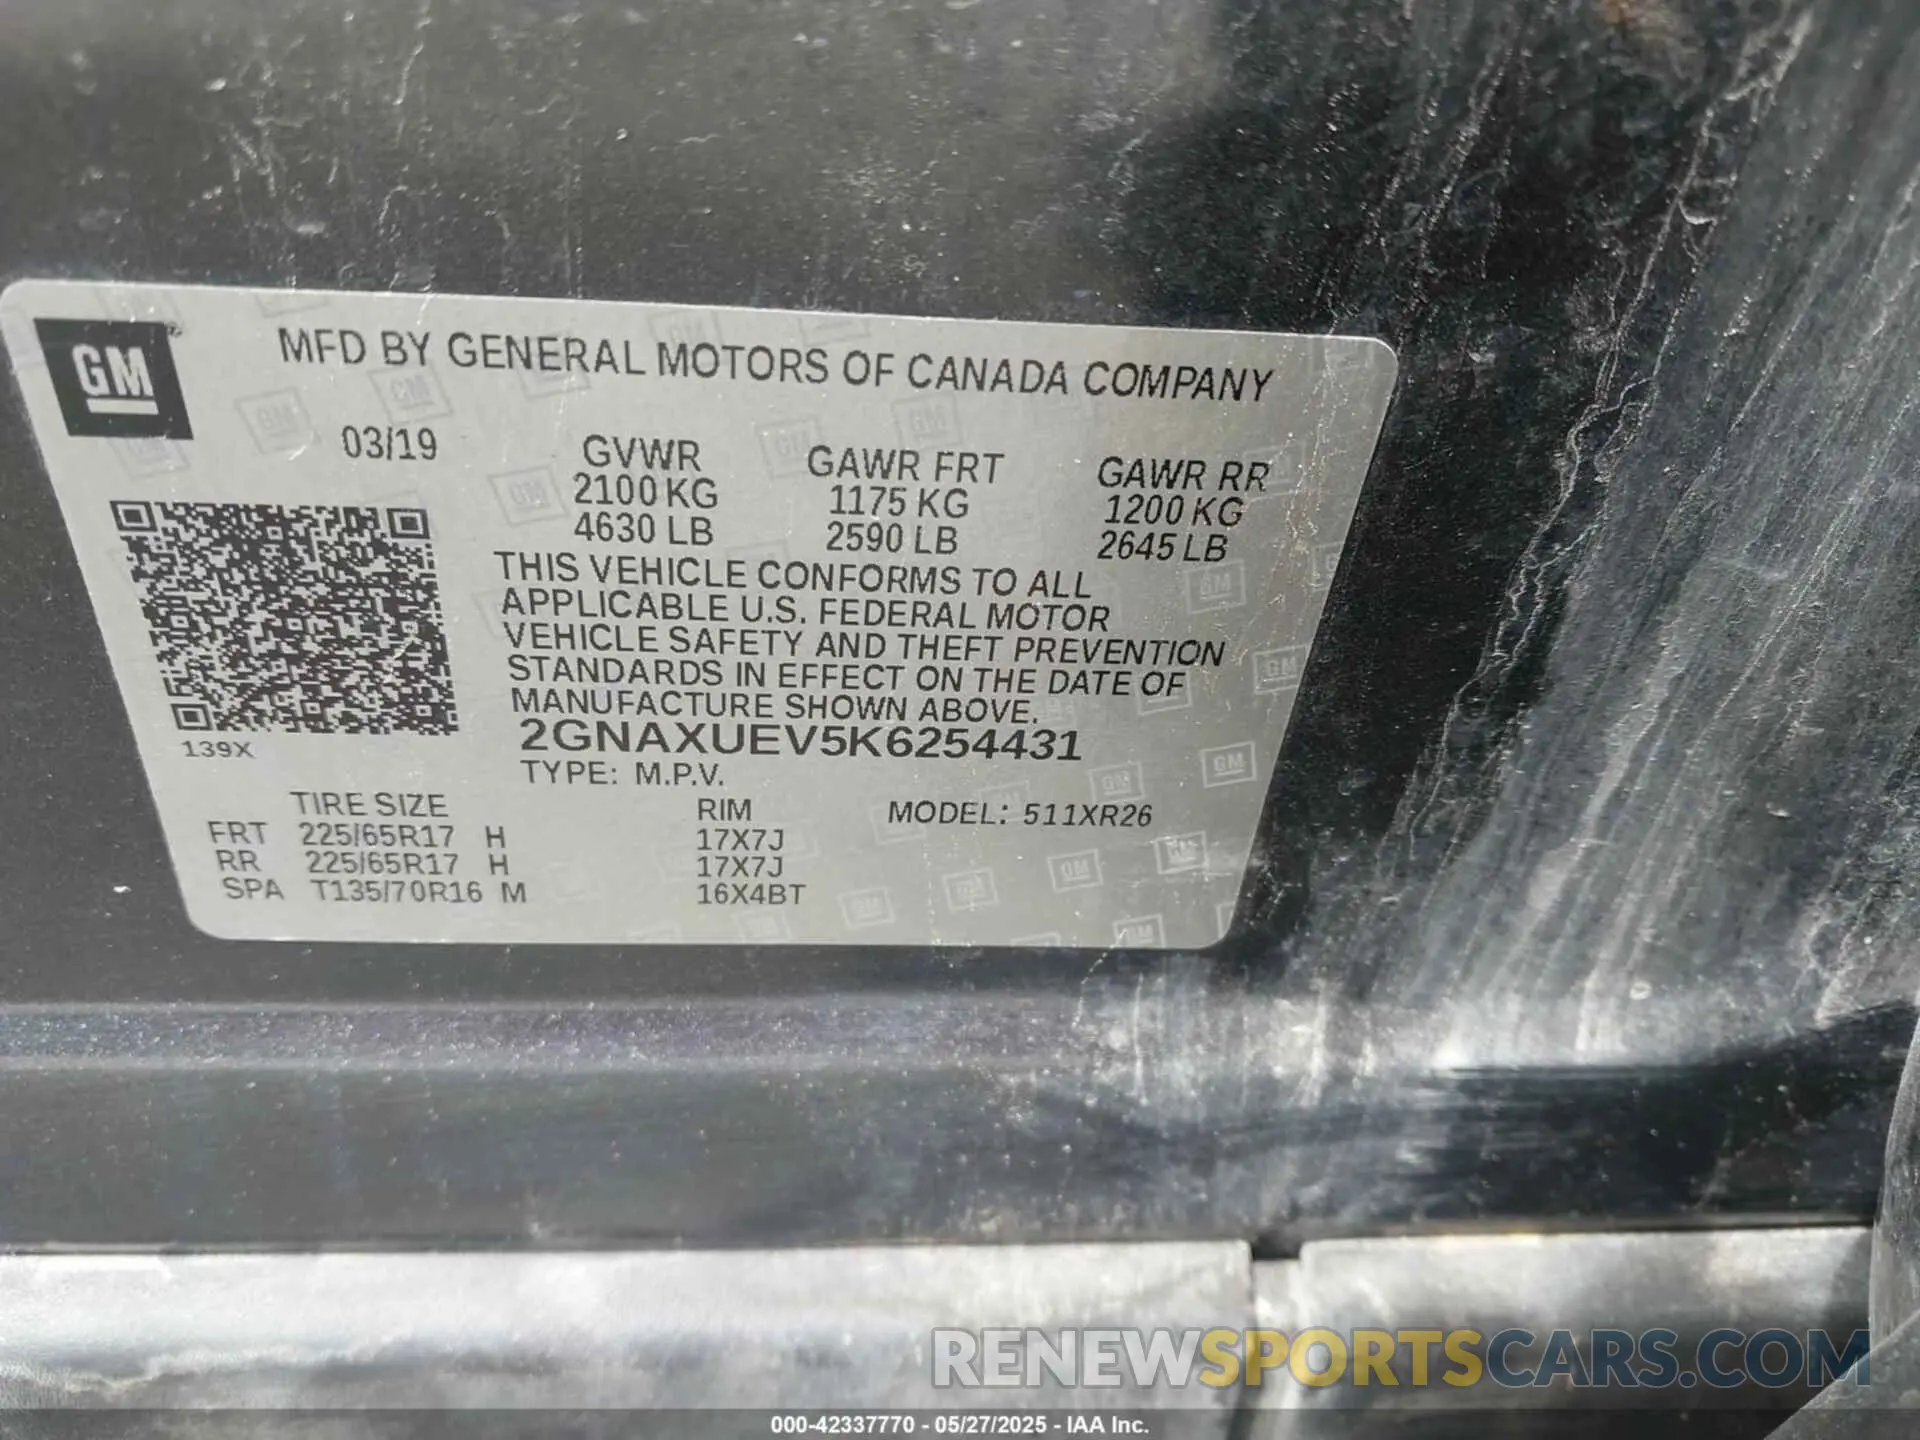 GM
MFD BY GENERAL MOTORS OF CANADA COMPANY
03/19
GVWR GAWR FRT GAWR RR
2100 KG 1175 KG 1200 KG
4630 LB 2590 LB 2645 LB
THIS VEHICLE CONFORMS TO ALL
APPLICABLE U.S. FEDERAL MOTOR
VEHICLE SAFETY AND THEFT PREVENTION
STANDARDS IN EFFECT ON THE DATE OF
MANUFACTURE SHOWN ABOVE.
139X
2GNAXUEV5K6254431
TYPE: M.P.V.
TIRE SIZE RIM MODEL: 511XR26
FRT 225/65R17 H 17X7J
RR 225/65R17 H 17X7J
SPA T135/70R16 M 16X4BT
RENEWSPORTSCARS.COM
000-42337770 - 05/27/2025 - IAA Inc.